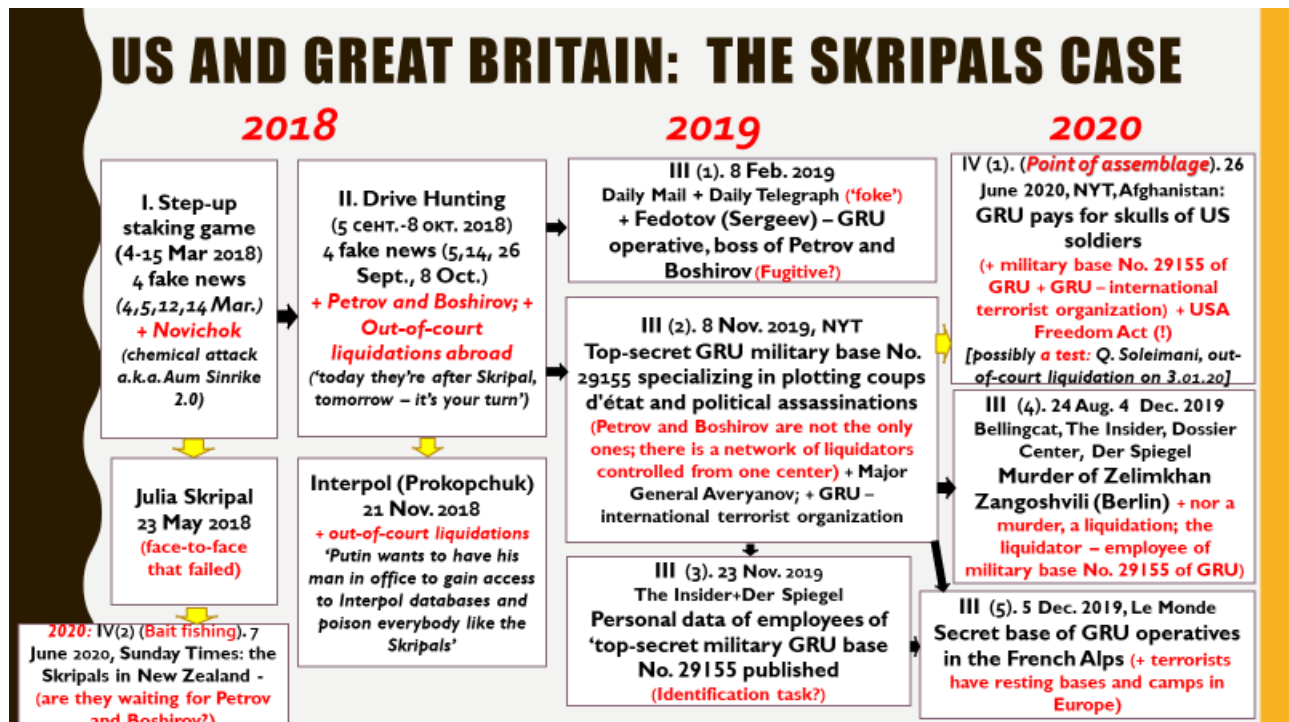 US AND GREAT BRITAIN: THE SKRIPALS CASE
2018
2019
2020
I. Step-up
staking game
(4-15 Mar 2018)
4 fake news
(4,5,12,14 Mar.)
+ Novichok
(chemical attack
a.k.a. Aum Sinrike
2.0)
Julia Skripal
23 May 2018
(face-to-face
that failed)
2020: IV(2) (Bait fishing). 7
June 2020, Sunday Times: the
Skripals in New Zealand -
(are they waiting for Petrov
and Boshirov?)
II. Drive Hunting
(5 сент.-8 окт. 2018)
4 fake news (5,14, 26
Sept., 8 Oct.)
+ Petrov and Boshirov; +
Out-of-court
liquidations abroad
(‘today they’re after Skripal,
tomorrow – it’s your turn’)
Interpol (Prokopchuk)
21 Nov. 2018
+ out-of-court liquidations
‘Putin wants to have his
man in office to gain access
to Interpol databases and
poison everybody like the
Skripals’
III (1). 8 Feb. 2019
Daily Mail + Daily Telegraph (‘foke’)
+ Fedotov (Sergeev) – GRU
operative, boss of Petrov and
Boshirov (Fugitive?)
III (2). 8 Nov. 2019, NYT
Top-secret GRU military base No.
29155 specializing in plotting coups
d'état and political assassinations
(Petrov and Boshirov are not the only
ones; there is a network of liquidators
controlled from one center) + Major
General Averyanov; + GRU –
international terrorist organization
III (3). 23 Nov. 2019
The Insider+Der Spiegel
Personal data of employees of
‘top-secret military GRU base
No. 29155 published
(Identification task?)
IV (1). (Point of assemblage). 26
June 2020, NYT, Afghanistan:
GRU pays for skulls of US
soldiers
(+ military base No. 29155 of
GRU + GRU – international
terrorist organization) + USA
Freedom Act (!)
[possibly a test: Q. Soleimani, out-
of-court liquidation on 3.01.20]
III (4). 24 Aug. 4 Dec. 2019
Bellingcat, The Insider, Dossier
Center, Der Spiegel
Murder of Zelimkhan
Zangoshvili (Berlin) + nor a
murder, a liquidation; the
liquidator – employee of
military base No. 29155 of GRU)
III (5). 5 Dec. 2019, Le Monde
Secret base of GRU operatives
in the French Alps (+ terrorists
have resting bases and camps in
Europe)